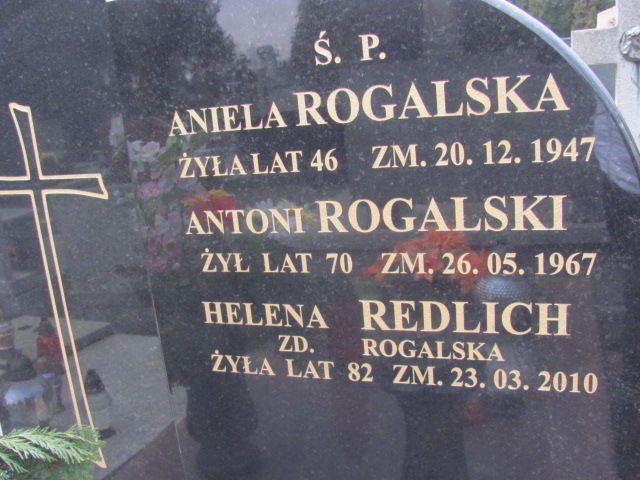 Ś. P.
ANIELA ROGALSKA
ŻYŁA LAT 46 ZM. 20. 12. 1947
ANTONI ROGALSKI
ŻYŁ LAT 70 ZM. 26. 05. 1967
HELENA REDLICH
ZD. ROGALSKA
ŻYŁA LAT 82 ZM. 23. 03. 2010